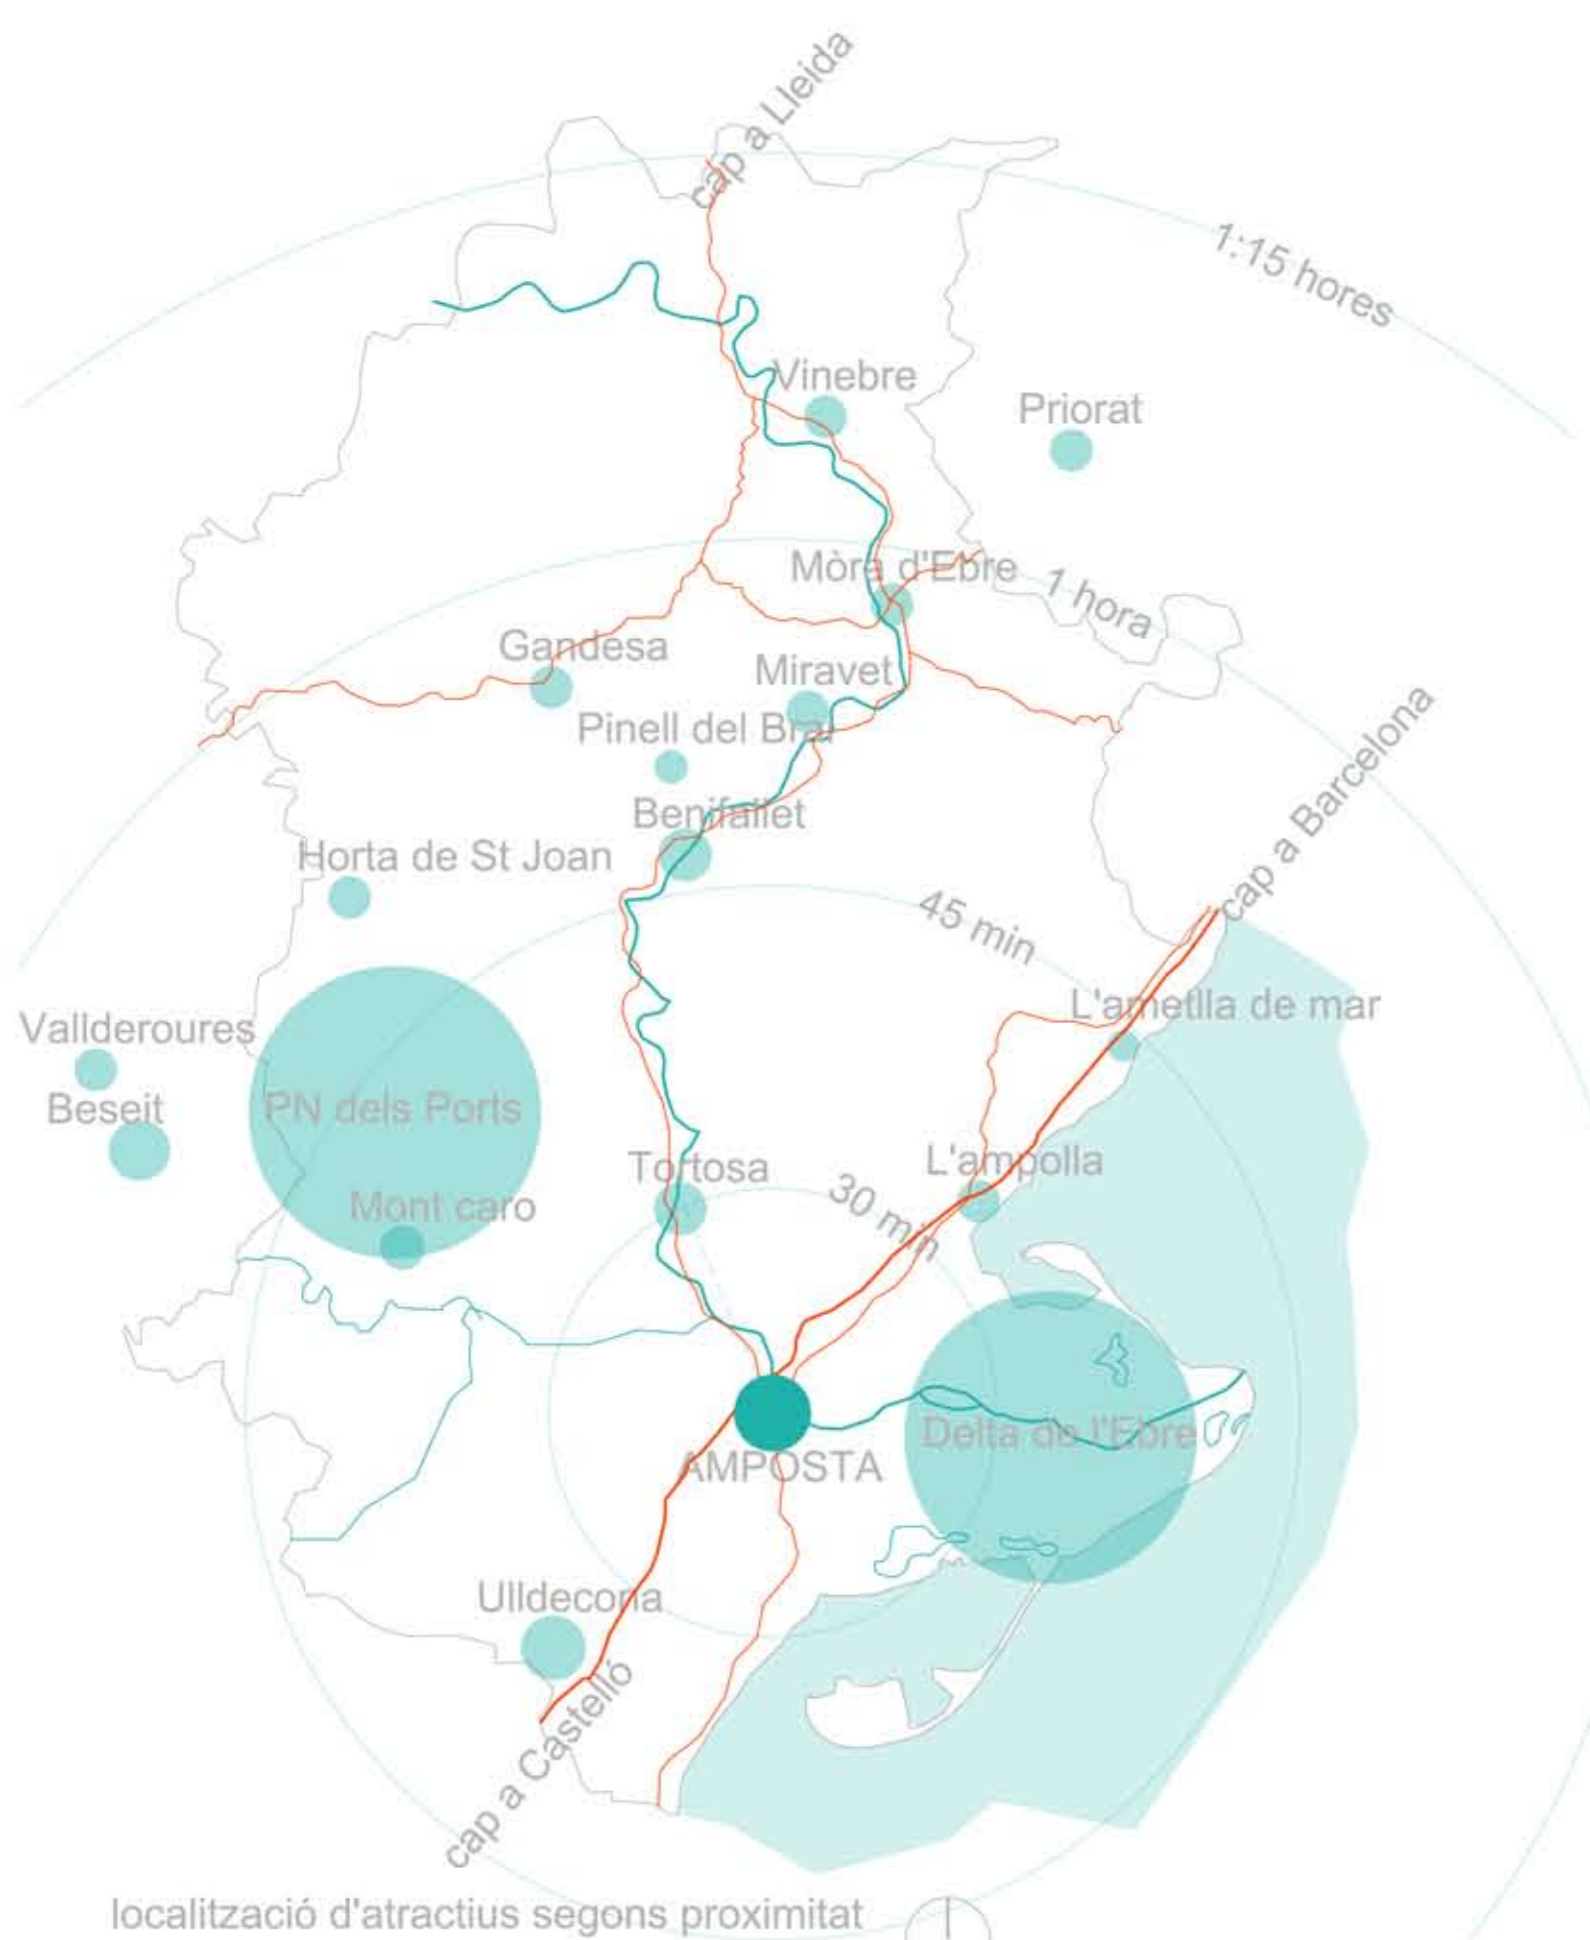 cap a Lleida
1:15 hores
Vinebre
Priorat
Mòra d'Ebre
1 hora
Gandesa
Miravet
Pinell del Brai
Benifallet
cap a Barcelona
Horta de St Joan
45 min
L'ametlla de mar
Vallderoures
Beseit
PN dels Ports
Tortosa
L'ampolla
30 min
Mont caro
Delta de l'Ebre
AMPOSTA
Ulldecona
cap a Castelló
localització d'atractius segons proximitat